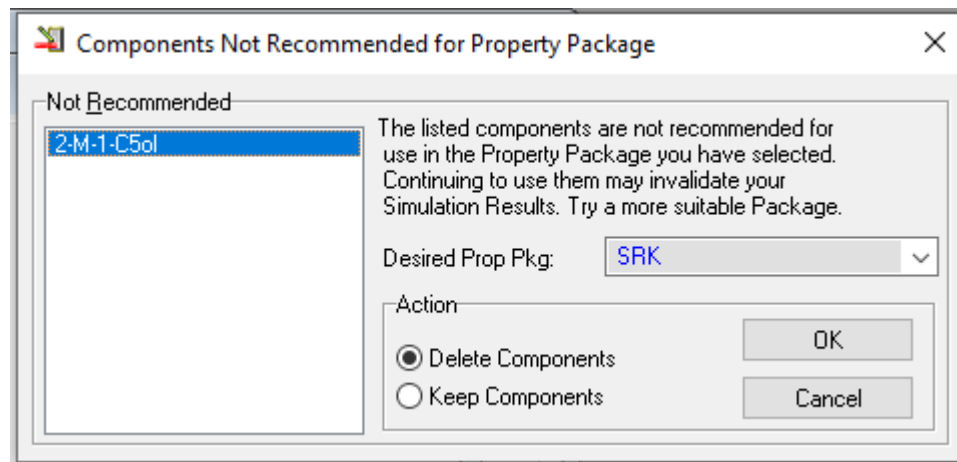 Components Not Recommended for Property Package
Not Recommended
2-M-1-C5ol
The listed components are not recommended for
use in the Property Package you have selected.
Continuing to use them may invalidate your
Simulation Results. Try a more suitable Package.
Desired Prop Pkg:
SRK
Action
Delete Components
Keep Components
OK
Cancel